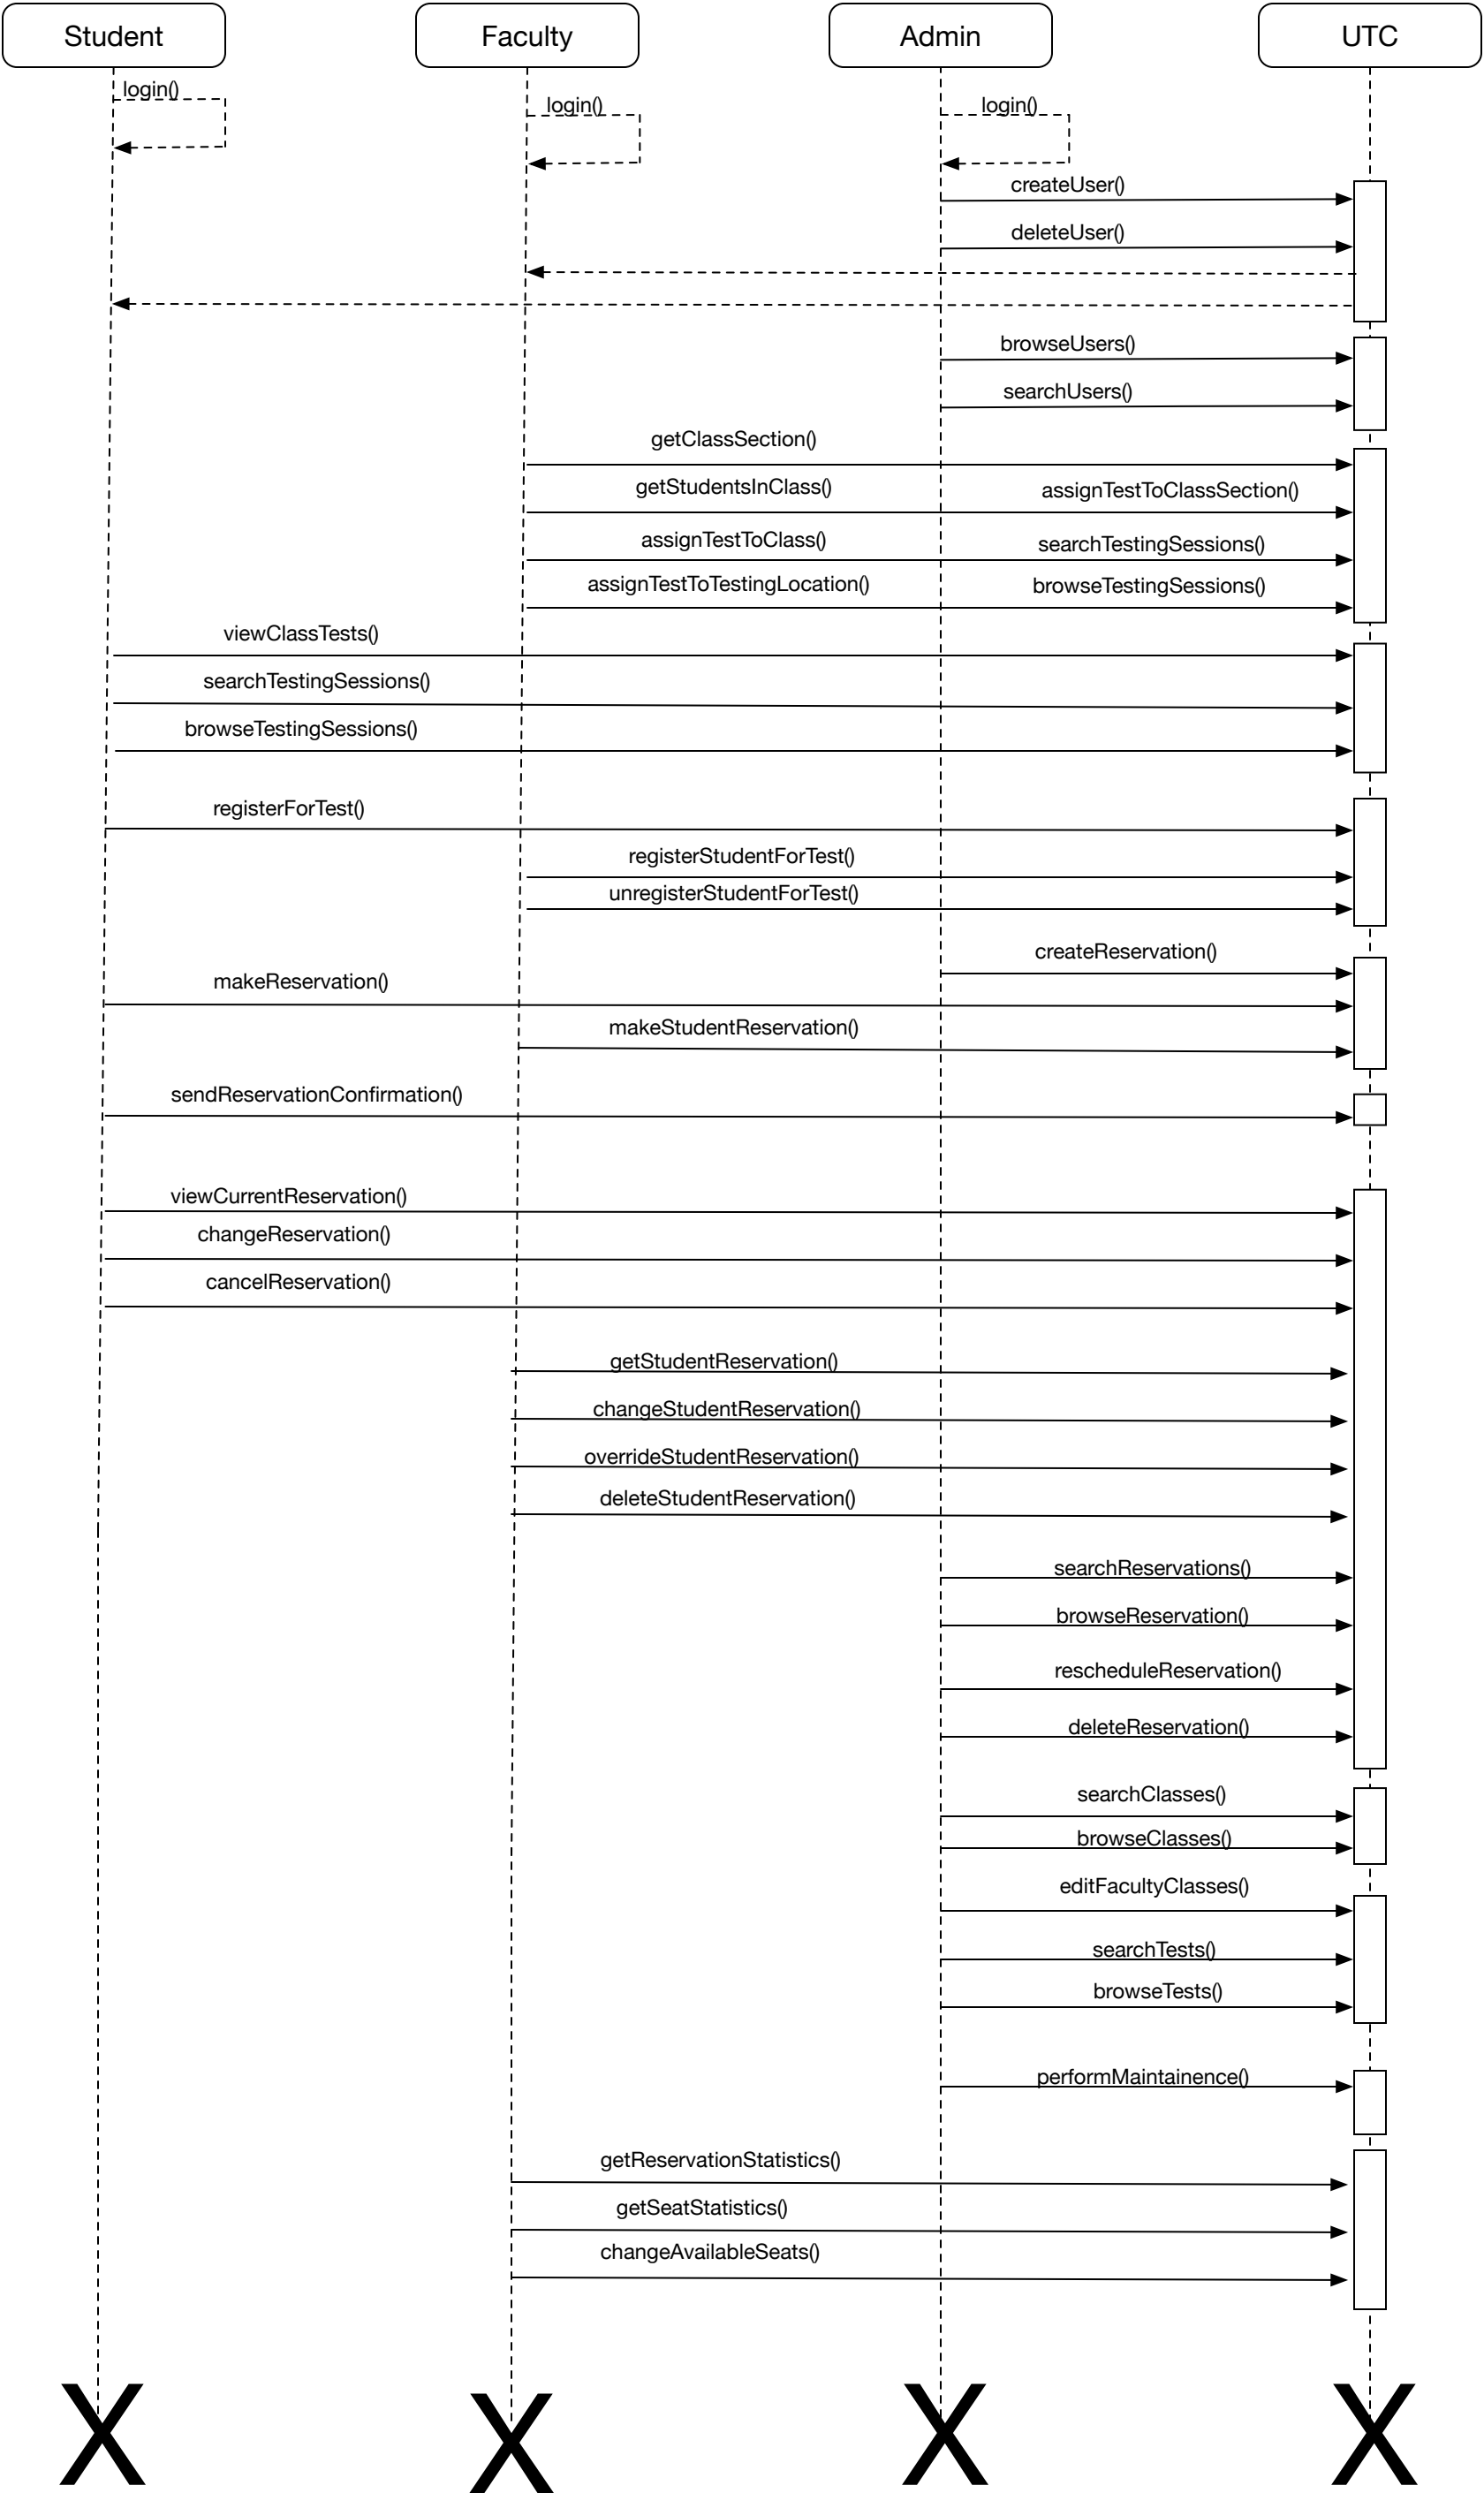 Student
Faculty
Admin
UTC
login()
login()
login()
createUser()
deleteUser()
browseUsers()
searchUsers()
getClassSection()
getStudentsInClass()
assignTestToClassSection()
assignTestToClass()
searchTestingSessions()
assignTestToTestingLocation()
browseTestingSessions()
viewClassTests()
searchTestingSessions()
browseTestingSessions()
registerForTest()
registerStudentForTest()
unregisterStudentForTest()
createReservation()
makeReservation()
makeStudentReservation()
sendReservationConfirmation()
viewCurrentReservation()
changeReservation()
cancelReservation()
getStudentReservation()
changeStudentReservation()
overrideStudentReservation()
deleteStudentReservation()
searchReservations()
browseReservation()
rescheduleReservation()
deleteReservation()
searchClasses()
browseClasses()
editFacultyClasses()
searchTests()
browseTests()
performMaintainence()
getReservationStatistics()
getSeatStatistics()
changeAvailableSeats()
X
X
X
X